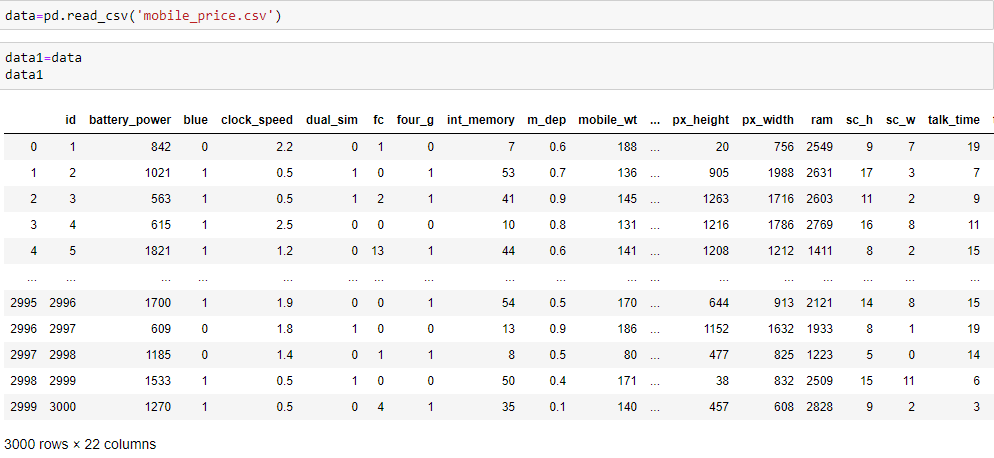 data=pd.read_csv('mobile_price.csv')
data1=data
data1
id battery_power blue clock_speed dual_sim fc four_g int_memory m_dep mobile_wt ... px_height px_width ram sc_h sc_w talk_time
0 1 842 0 2.2 0 1 0 7 0.6 188 ... 20 756 2549 9 7 19
1 2 1021 1 0.5 1 0 1 53 0.7 136 ... 905 1988 2631 17 3 7
2 3 563 1 0.5 1 2 1 41 0.9 145 ... 1263 1716 2603 11 2 9
3 4 615 1 2.5 0 0 0 10 0.8 131 ... 1216 1786 2769 16 8 11
4 5 1821 1 1.2 0 13 1 44 0.6 141 ... 1208 1212 1411 8 2 15
... ... ... ... ... ... ... ... ... ... ... ... ... ... ... ... ... ...
2995 2996 1700 1 1.9 0 0 1 54 0.5 170 ... 644 913 2121 14 8 15
2996 2997 609 0 1.8 1 0 0 13 0.9 186 ... 1152 1632 1933 8 1 19
2997 2998 1185 0 1.4 0 1 1 8 0.5 80 ... 477 825 1223 5 0 14
2998 2999 1533 1 0.5 1 0 0 50 0.4 171 ... 38 832 2509 15 11 6
2999 3000 1270 1 0.5 0 4 1 35 0.1 140 ... 457 608 2828 9 2 3
3000 rows × 22 columns